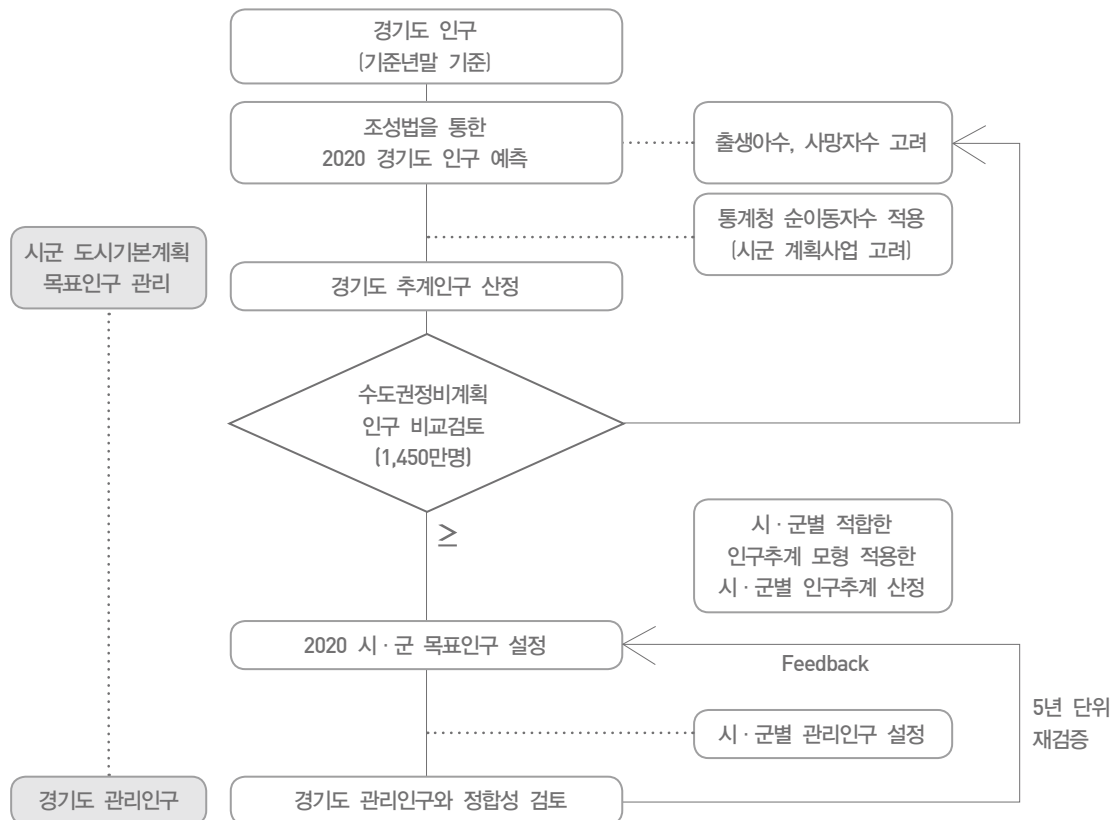 경기도 인구
(기준년말 기준)
조성법을 통한
2020 경기도 인구 예측
출생아수, 사망자수 고려
통계청 순이동자수 적용
(시군 계획사업 고려)
시군 도시기본계획
목표인구 관리
경기도 추계인구 산정
수도권정비계획
인구 비교검토
(1,450만명)
≥
시·군별 적합한
인구추계 모형 적용한
시·군별 인구추계 산정
2020 시·군 목표인구 설정
Feedback
5년 단위
재검증
시·군별 관리인구 설정
경기도 관리인구
경기도 관리인구와 정합성 검토